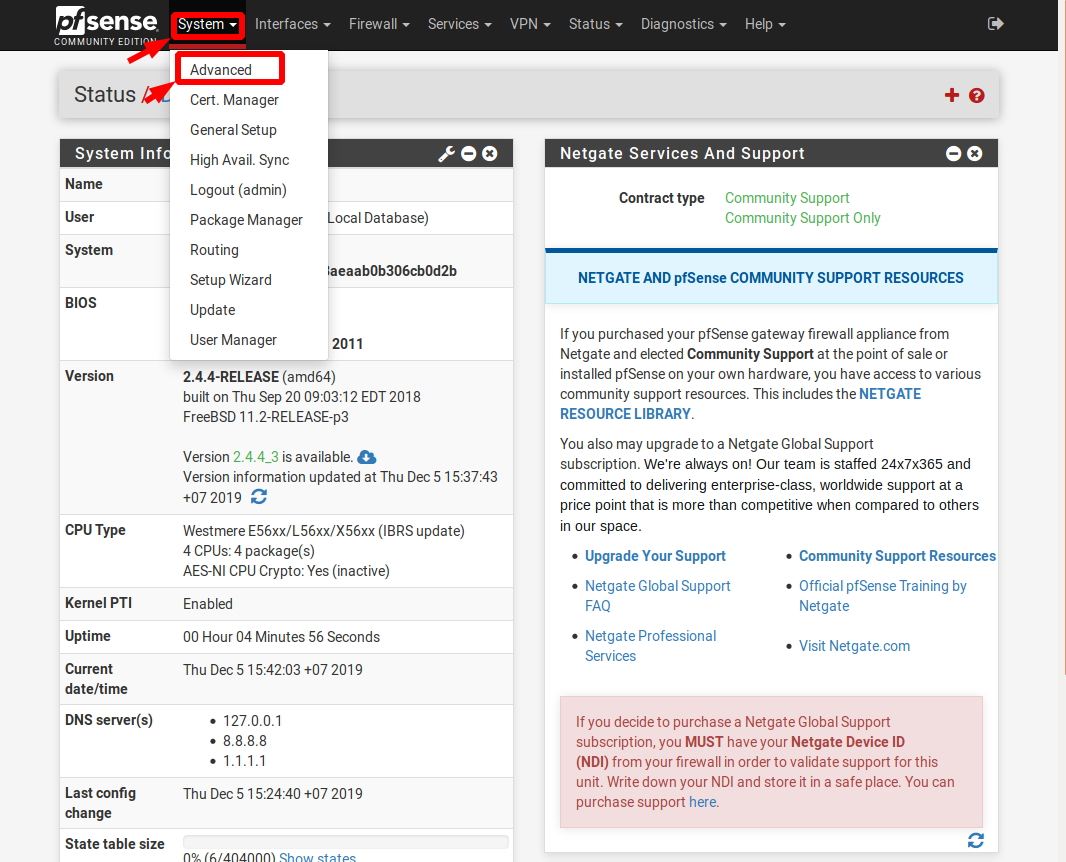 pfsense
COMMUNITY EDITION
System Interfaces Firewall Services VPN Status Diagnostics Help
Advanced
Cert. Manager
General Setup
High Avail. Sync
Logout (admin)
Package Manager
Routing
Setup Wizard
Update
User Manager
Status /
System Info
Name
User
Local Database)
System
aeaab0b306cb0d2b
BIOS
2011
Version
2.4.4-RELEASE (amd64)
built on Thu Sep 20 09:03:12 EDT 2018
FreeBSD 11.2-RELEASE-p3
Version 2.4.4_3 is available.
Version information updated at Thu Dec 5 15:37:43
+07 2019
CPU Type
Westmere E56xx/L56xx/X56xx (IBRS update)
4 CPUs: 4 package(s)
AES-NI CPU Crypto: Yes (inactive)
Kernel PTI
Enabled
Uptime
00 Hour 04 Minutes 56 Seconds
Current
date/time
Thu Dec 5 15:42:03 +07 2019
DNS server(s)
• 127.0.0.1
• 8.8.8.8
• 1.1.1.1
Last config
change
Thu Dec 5 15:24:40 +07 2019
State table size
0% (6/404000) Show states
Netgate Services And Support
Contract type
Community Support
Community Support Only
NETGATE AND pfSense COMMUNITY SUPPORT RESOURCES
If you purchased your pfSense gateway firewall appliance from
Netgate and elected Community Support at the point of sale or
installed pfSense on your own hardware, you have access to various
community support resources. This includes the NETGATE
RESOURCE LIBRARY.
You also may upgrade to a Netgate Global Support
subscription. We're always on! Our team is staffed 24x7x365 and
committed to delivering enterprise-class, worldwide support at a
price point that is more than competitive when compared to others
in our space.
• Upgrade Your Support
• Netgate Global Support
FAQ
• Netgate Professional
Services
• Community Support Resources
• Official pfSense Training by
Netgate
• Visit Netgate.com
If you decide to purchase a Netgate Global Support
subscription, you MUST have your Netgate Device ID
(NDI) from your firewall in order to validate support for this
unit. Write down your NDI and store it in a safe place. You can
purchase support here.